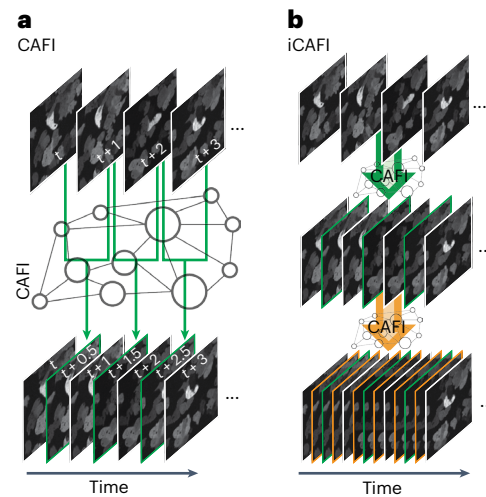 a
CAFI
t
t + 1
t + 2
t + 3
...
CAFI
t
t + 0.5
t + 1
t + 1.5
t + 2
t + 2.5
t + 3
...
Time
b
iCAFI
...
CAFI
..
CAFI
.
Time